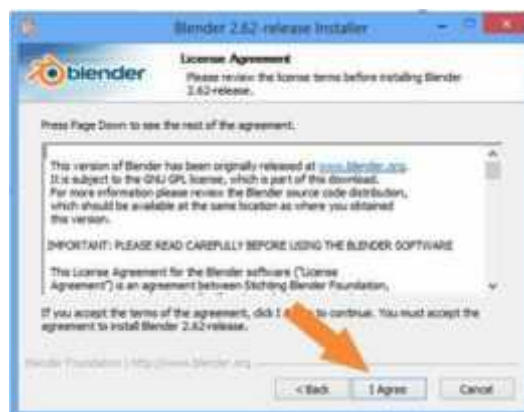 Blender 2.62-release Installer
blender
License Agreement
Please review the license terms before installing Blender
2.62-release.
Press Page Down to see the rest of the agreement.
This version of Blender has been originally released at www.blender.org.
It is subject to the GNU GPL license, which is part of this download.
For more information please review the Blender source code distribution,
which should be available at the same location as where you obtained
this version.
IMPORTANT: PLEASE READ CAREFULLY BEFORE USING THE BLENDER SOFTWARE
This License Agreement for the Blender software ("License
Agreement") is an agreement between Stichting Blender Foundation,
If you accept the terms of the agreement, click I to continue. You must accept the
agreement to install Blender 2.62-release.
Blender Foundation | http://www.blender.org
< Back
I Agree
Cancel